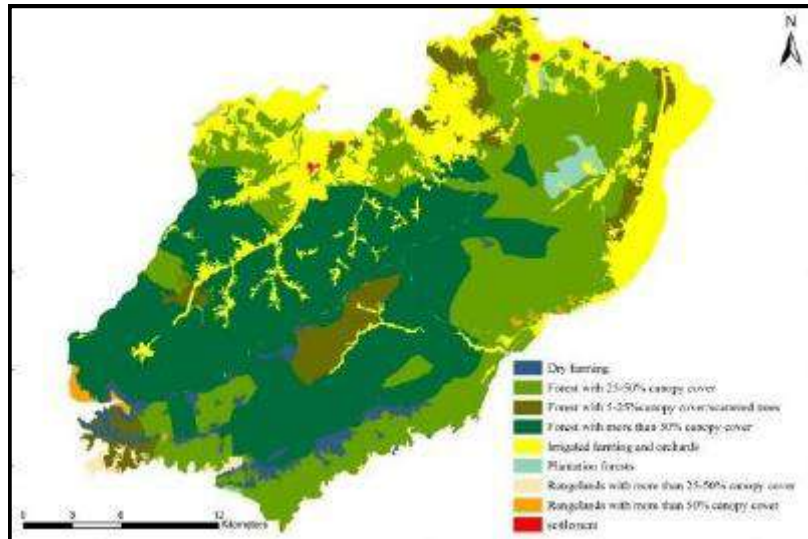 N
Dry farming
Forest with 25-50% canopy cover
Forest with 5-25%canopy cover/scattered trees
Forest with more than 50% canopy-cover
Irrigated farming and orchards
Plantation forests
Rangelands with more than 25-50% canopy cover
Rangelands with more than 50% canopy cover
0 3 6 12
Kilometers